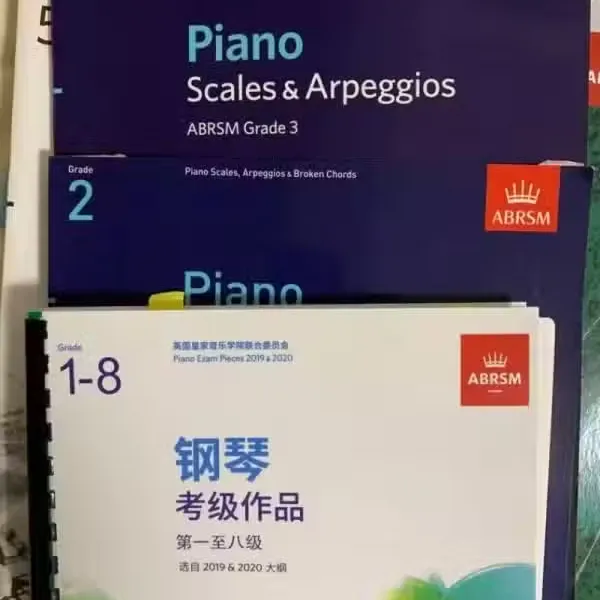 5
Piano
Scales & Arpeggios
ABRSM Grade 3
Grade
2
Piano Scales, Arpeggios & Broken Chords
ABRSM
Piano
Grade
1-8
英国皇家音乐学院联合委员会
Piano Exam Pieces 2019 & 2020
ABRSM
钢琴
考级作品
第一至八级
选自 2019 & 2020 大纲